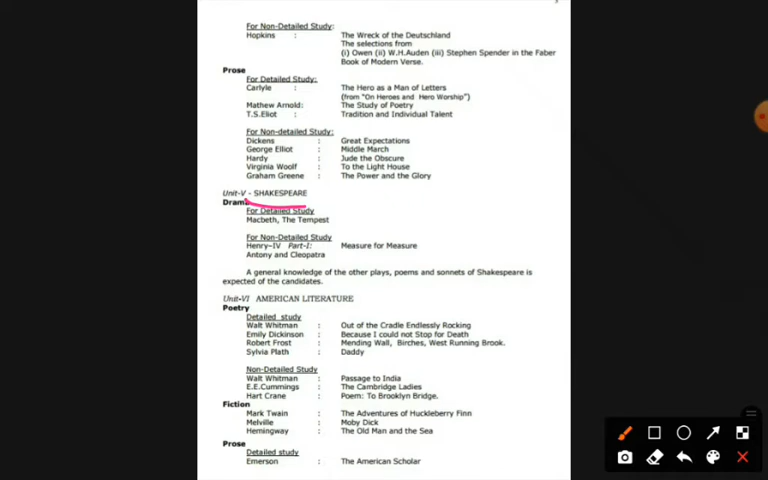 For Non-Detailed Study:
Hopkins : The Wreck of the Deutschland
The selections from
(i) Owen (ii) W.H.Auden (iii) Stephen Spender in the Faber
Book of Modern Verse.
Prose
For Detailed Study:
Carlyle : The Hero as a Man of Letters
(from "On Heroes and Hero Worship")
Mathew Arnold: The Study of Poetry
T.S.Eliot : Tradition and Individual Talent
For Non-detailed Study:
Dickens : Great Expectations
George Elliot : Middle March
Hardy : Jude the Obscure
Virginia Woolf : To the Light House
Graham Greene : The Power and the Glory
Unit-V - SHAKESPEARE
Drama
For Detailed Study
Macbeth, The Tempest
For Non-Detailed Study
Henry–IV Part-I: Measure for Measure
Antony and Cleopatra
A general knowledge of the other plays, poems and sonnets of Shakespeare is
expected of the candidates.
Unit-VI AMERICAN LITERATURE
Poetry
Detailed study
Walt Whitman : Out of the Cradle Endlessly Rocking
Emily Dickinson : Because I could not Stop for Death
Robert Frost : Mending Wall, Birches, West Running Brook.
Sylvia Plath : Daddy
Non-Detailed Study
Walt Whitman : Passage to India
E.E.Cummings : The Cambridge Ladies
Hart Crane : Poem: To Brooklyn Bridge.
Fiction
Mark Twain : The Adventures of Huckleberry Finn
Melville : Moby Dick
Hemingway : The Old Man and the Sea
Prose
Detailed study
Emerson : The American Scholar